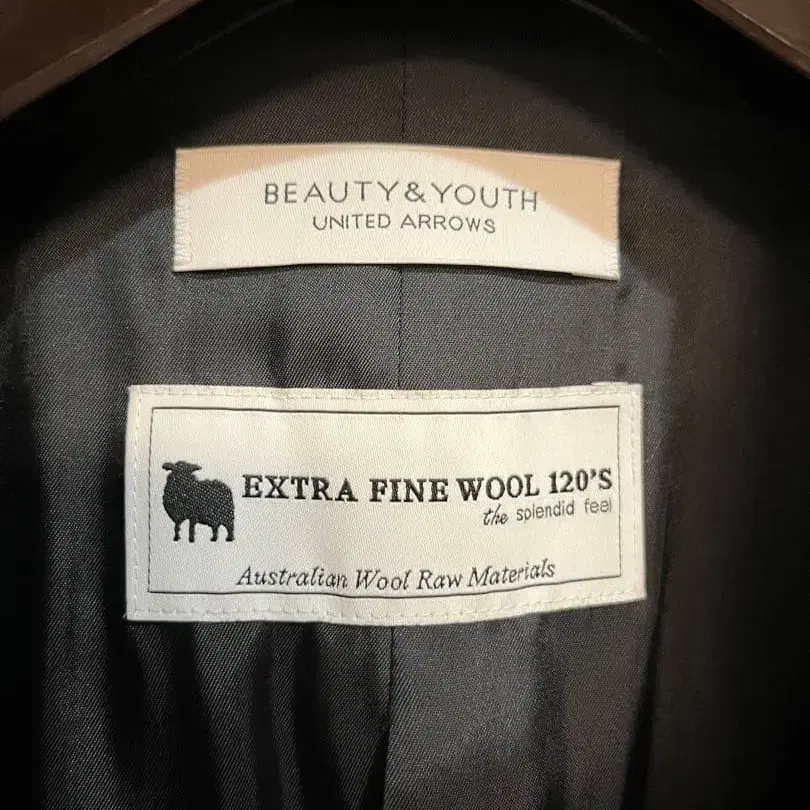 BEAUTY&YOUTH
UNITED ARROWS
EXTRA FINE WOOL 120'S
the splendid feel
Australian Wool Raw Materials